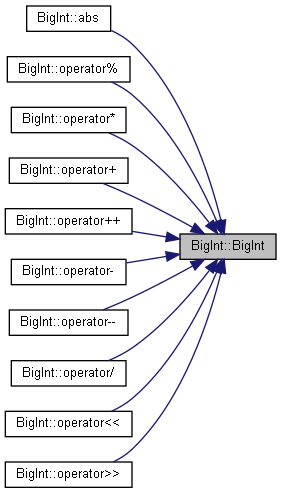 BigInt::abs
BigInt::operator%
BigInt::operator*
BigInt::operator+
BigInt::operator++
BigInt::BigInt
BigInt::operator-
BigInt::operator--
BigInt::operator/
BigInt::operator<<
BigInt::operator>>